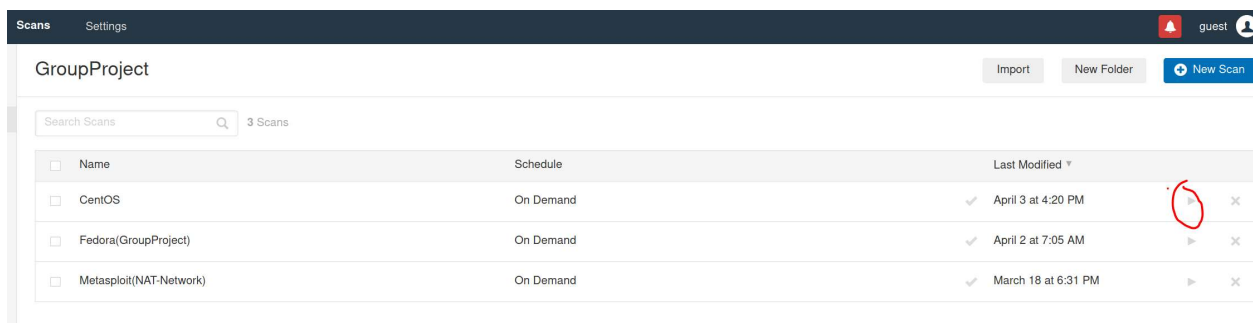 Scans Settings guest
GroupProject Import New Folder New Scan
Search Scans 3 Scans
Name Schedule Last Modified
CentOS On Demand April 3 at 4:20 PM
Fedora(GroupProject) On Demand April 2 at 7:05 AM
Metasploit(NAT-Network) On Demand March 18 at 6:31 PM